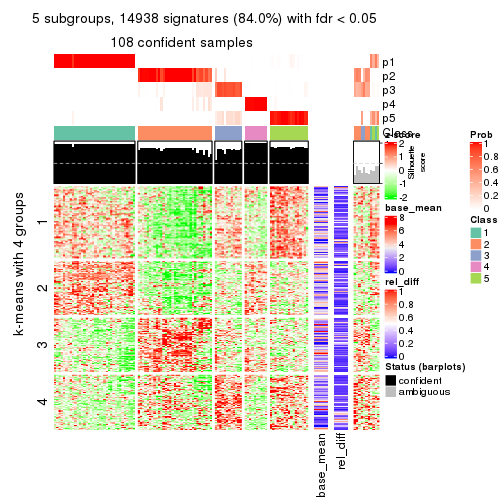 5 subgroups, 14938 signatures (84.0%) with fdr < 0.05
108 confident samples
p1
p2
p3
p4
p5
Class
z-score
2
1
0
-1
-2
Silhouette score
Prob
1
0.8
0.6
0.4
0.2
0
k-means with 4 groups
1
2
3
4
base_mean
8
6
4
2
0
Class
1
2
3
4
5
rel_diff
1
0.8
0.6
0.4
0.2
0
Status (barplots)
confident
ambiguous
base_mean
rel_diff